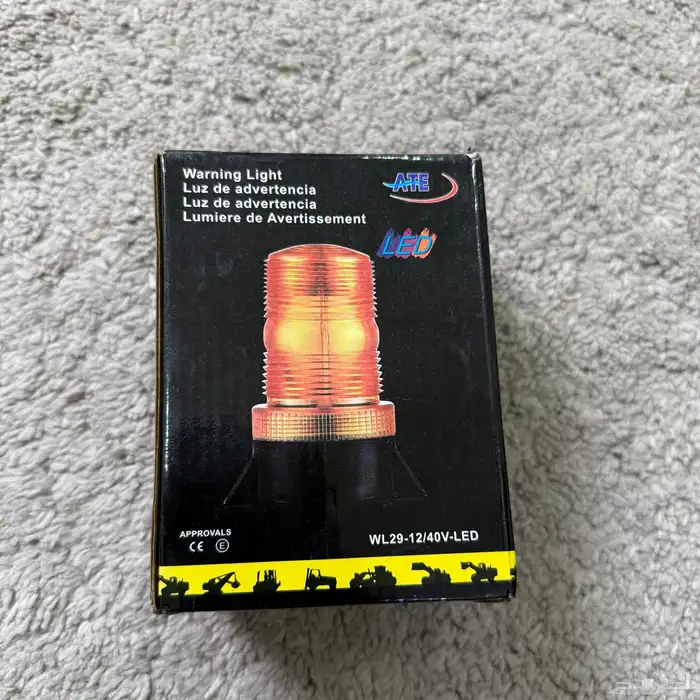 Warning Light
Luz de advertencia
Luz de advertencia
Lumiere de Avertissement
ATE
LED
APPROVALS
CE E
WL29-12/40V-LED